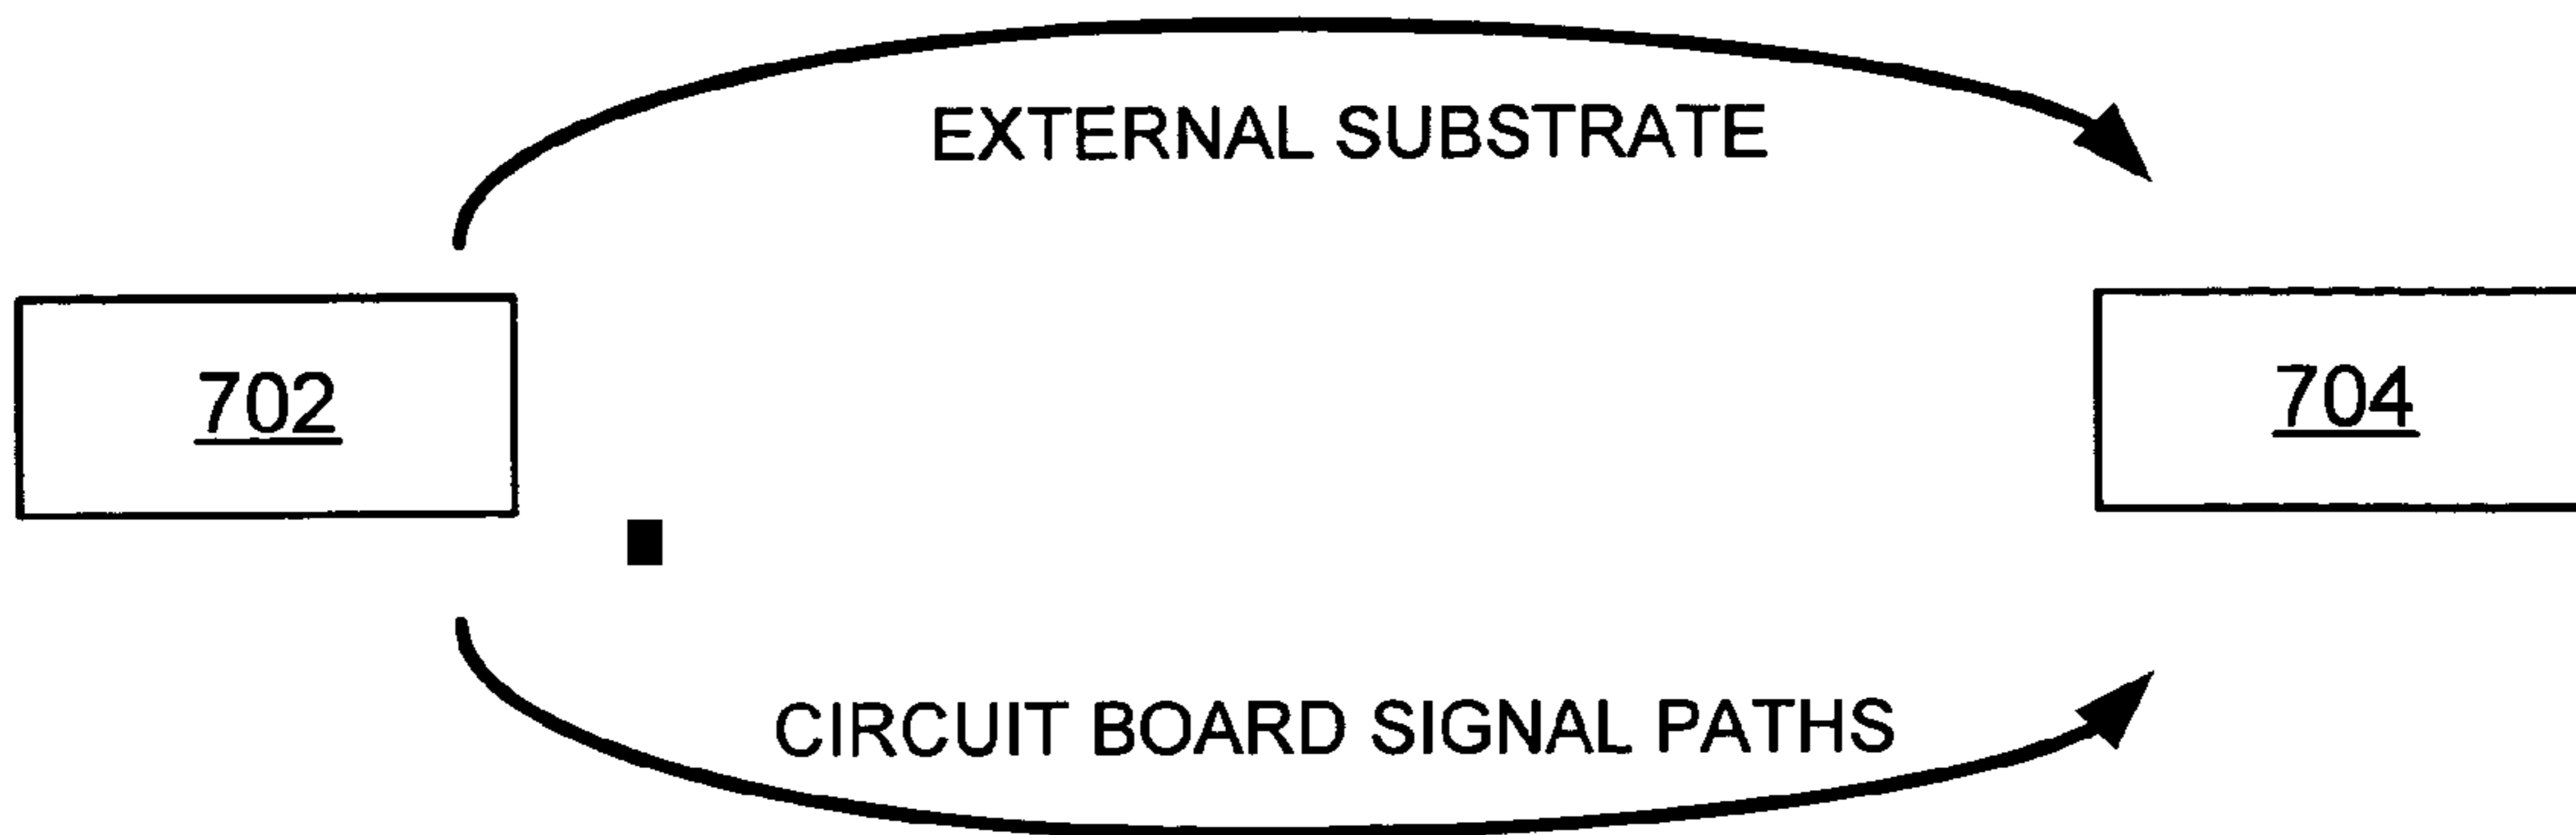 EXTERNAL SUBSTRATE
702
704
CIRCUIT BOARD SIGNAL PATHS